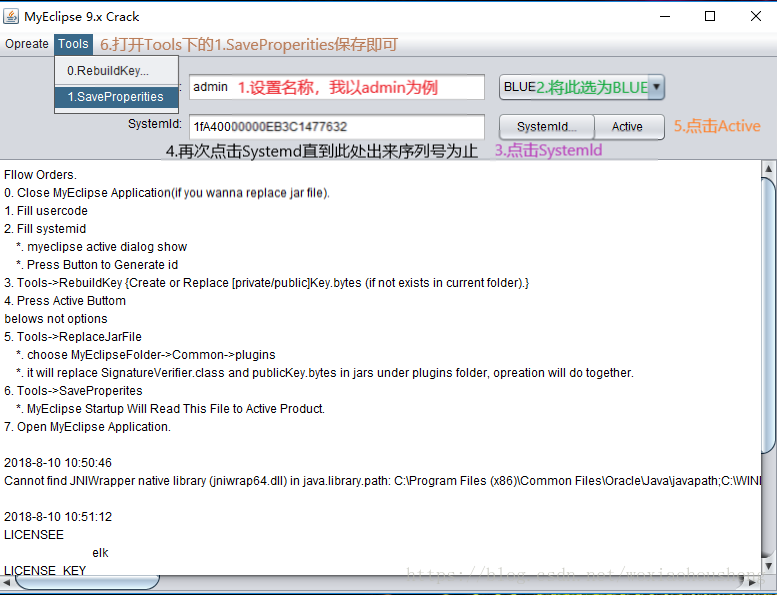 MyEclipse 9.x Crack
Opreate Tools 6.打开Tools下的1.SaveProperities保存即可
0.RebuildKey...
admin 1.设置名称，我以admin为例 BLUE 2.将此选为BLUE
1.SaveProperities
SystemId: 1fA40000000EB3C1477632 SystemId... Active 5.点击Active
4.再次点击Systemd直到此处出来序列号为止 3.点击SystemId
Fllow Orders.
0. Close MyEclipse Application(if you wanna replace jar file).
1. Fill usercode
2. Fill systemid
*. myeclipse active dialog show
*. Press Button to Generate id
3. Tools->RebuildKey {Create or Replace [private/public]Key.bytes (if not exists in current folder).}
4. Press Active Buttom
belows not options
5. Tools->ReplaceJarFile
*. choose MyEclipseFolder->Common->plugins
*. it will replace SignatureVerifier.class and publicKey.bytes in jars under plugins folder, opreation will do together.
6. Tools->SaveProperites
*. MyEclipse Startup Will Read This File to Active Product.
7. Open MyEclipse Application.
2018-8-10 10:50:46
Cannot find JNIWrapper native library (jniwrap64.dll) in java.library.path: C:\Program Files (x86)\Common Files\Oracle\Java\javapath;C:\WIN
2018-8-10 10:51:12
LICENSEE
elk
LICENSE_KEY